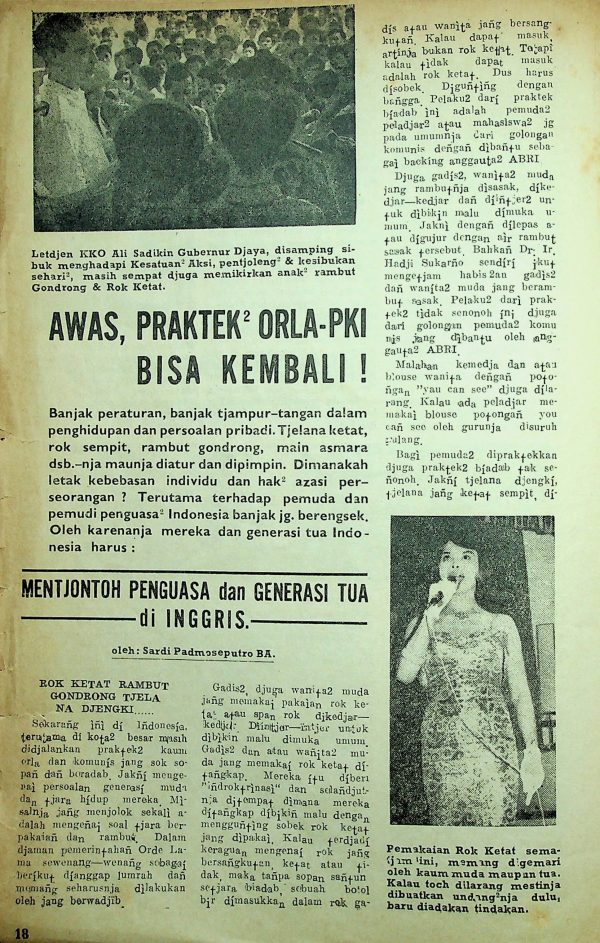 Letdjen KKO Ali Sadikin Gubernur Djaya, disamping si-
buk menghadapi Kesatuan² Aksi, pentjoleng² & kesibukan
sehari², masih sempat djuga memikirkan anak² rambut
Gondrong & Rok Ketat.
AWAS, PRAKTEK² ORLA-PKI
BISA KEMBALI !
Banjak peraturan, banjak tjampur-tangan dalam
penghidupan dan persoalan pribadi. Tjelana ketat,
rok sempit, rambut gondrong, main asmara
dsb.-nja maunja diatur dan dipimpin. Dimanakah
letak kebebasan individu dan hak² azasi per-
seorangan ? Terutama terhadap pemuda dan
pemudi penguasa² Indonesia banjak jg. berengsek.
Oleh karenanja mereka dan generasi tua Indo-
nesia harus :
MENTJONTOH PENGUASA dan GENERASI TUA
di INGGRIS.
oleh: Sardi Padmoseputro BA.
ROK KETAT RAMBUT
GONDRONG TJELA
NA DJENGKI......
Sekarang ini di Indonesia,
terutama di kota2 besar masih
didjalankan praktek2 kaum
orla dan komunis jang sok so-
pan dan beradab. Jakni menge-
nai persoalan generasi muda
dan tjara hidup mereka. Mi-
salnja jang menjolok sekali a-
dalah mengenai soal tjara ber-
pakaian dan rambut. Dalam
djaman pemerintahan Orde La-
ma sewenang—wenang sebagai
berikut dianggap lumrah dan
memang seharusnja dilakukan
oleh jang berwadjib.
Gadis2, djuga wanita2 muda
jang memakai pakaian rok ke-
tat atau span rok dikedjar—
kedjar. Diintjer—intjer untuk
dibikin malu dimuka umum.
Gadis2 dan atau wanita2 mu-
da jang memakai rok ketat di-
tangkap. Mereka itu diberi
"indroktrinasi" dan selandjut-
nja ditempat dimana mereka
ditangkap dibikin malu dengan
menggunting sobek rok ketat
jang dipakai. Kalau terdjadi
keraguan mengenai rok jang
bersangkutan, ketat atau ti-
dak, maka tanpa sopan santun
setjara biadab sebuah botol
bir dimasukkan dalam rok ga-
dis atau wanita jang bersang-
kutan. Kalau dapat masuk,
artinja bukan rok ketat. Tetapi
kalau tidak dapat masuk
adalah rok ketat. Dus harus
disobek. Digunting dengan
bangga. Pelaku2 dari praktek
biadab ini adalah pemuda2
peladjar2 atau mahasiswa2 jg
pada umumnja dari golongan
komunis dengan dibantu seba-
gai backing anggauta2 ABRI
Djuga gadis2, wanita2 muda
jang rambutnja disasak, dike-
djar—kedjar dan diintjer2 un-
tuk dibikin malu dimuka u-
mum. Jakni dengan dilepas a-
tau digujur dengan air rambut
sasak tersebut. Bahkan Dr. Ir.
Hadji Sukarno sendiri ikut
mengetjam habis2an gadis2
dan wanita2 muda jang beram-
but sasak. Pelaku2 dari prak-
tek2 tidak senonoh ini djuga
dari golongan pemuda2 komu
nis jang dibantu oleh ang-
gauta2 ABRI.
Malahan kemedja dan atau
blouse wanita dengan poto-
ngan "you can see" djuga dila-
rang. Kalau ada peladjar me-
makai blouse potongan you
can see oleh gurunja disuruh
pulang.
Bagi pemuda2 dipraktekkan
djuga praktek2 biadab tak se-
nonoh. Jakni tjelana djengki,
tjelana jang ketat sempit, di-
Pemakaian Rok Ketat sema-
tjam ini, memang digemari
oleh kaum muda maupun tua.
Kalau toch dilarang mestinja
dibuatkan undang²nja dulu,
baru diadakan tindakan.
18